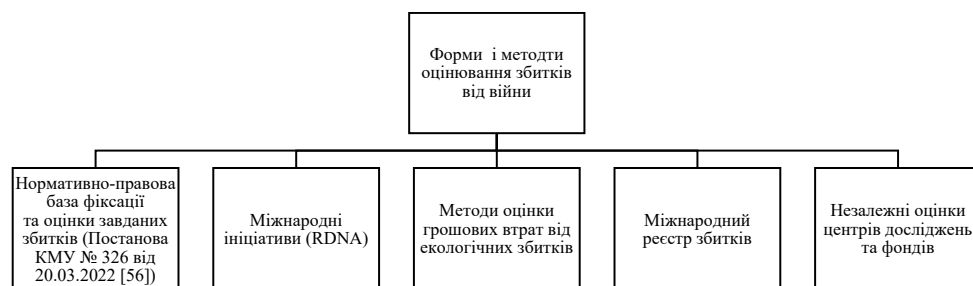 Форми і методти
оцінювання збитків
від війни
Нормативно-правова
база фіксації
та оцінки завданих
збитків (Постанова
КМУ № 326 від
20.03.2022 [56])
Міжнародні
ініціативи (RDNA)
Методи оцінки
грошових втрат від
екологічних збитків
Міжнародний
реєстр збитків
Незалежні оцінки
центрів досліджень
та фондів